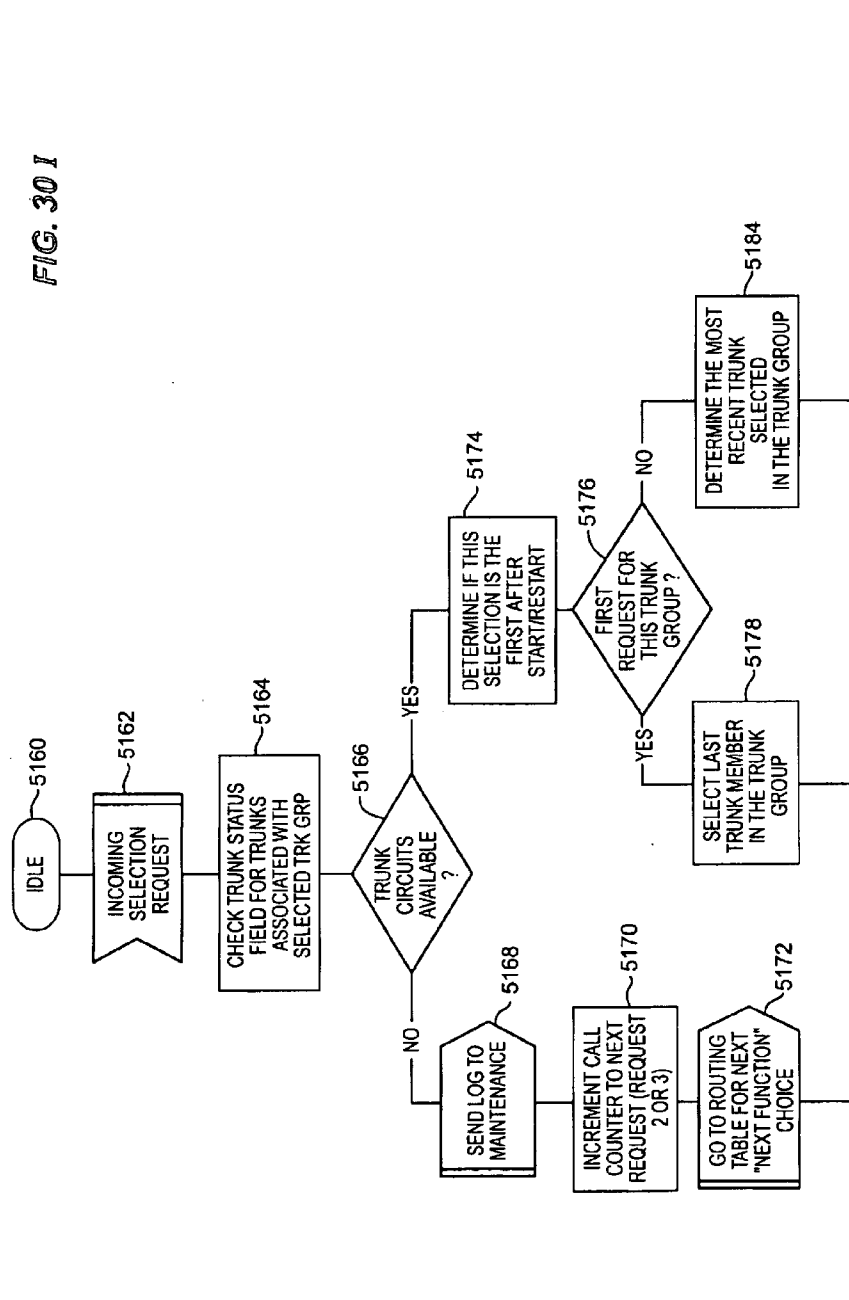 FIG. 30 I
IDLE
5160
INCOMING
SELECTION
REQUEST
5162
CHECK TRUNK STATUS
FIELD FOR TRUNKS
ASSOCIATED WITH
SELECTED TRK GRP
5164
TRUNK
CIRCUITS
AVAILABLE
?
5166
NO
YES
SEND LOG TO
MAINTENANCE
5168
INCREMENT CALL
COUNTER TO NEXT
REQUEST (REQUEST
2 OR 3)
5170
GO TO ROUTING
TABLE FOR NEXT
"NEXT FUNCTION"
CHOICE
5172
DETERMINE IF THIS
SELECTION IS THE
FIRST AFTER
START/RESTART
5174
FIRST
REQUEST FOR
THIS TRUNK
GROUP ?
5176
YES
NO
SELECT LAST
TRUNK MEMBER
IN THE TRUNK
GROUP
5178
DETERMINE THE MOST
RECENT TRUNK
SELECTED
IN THE TRUNK GROUP
5184